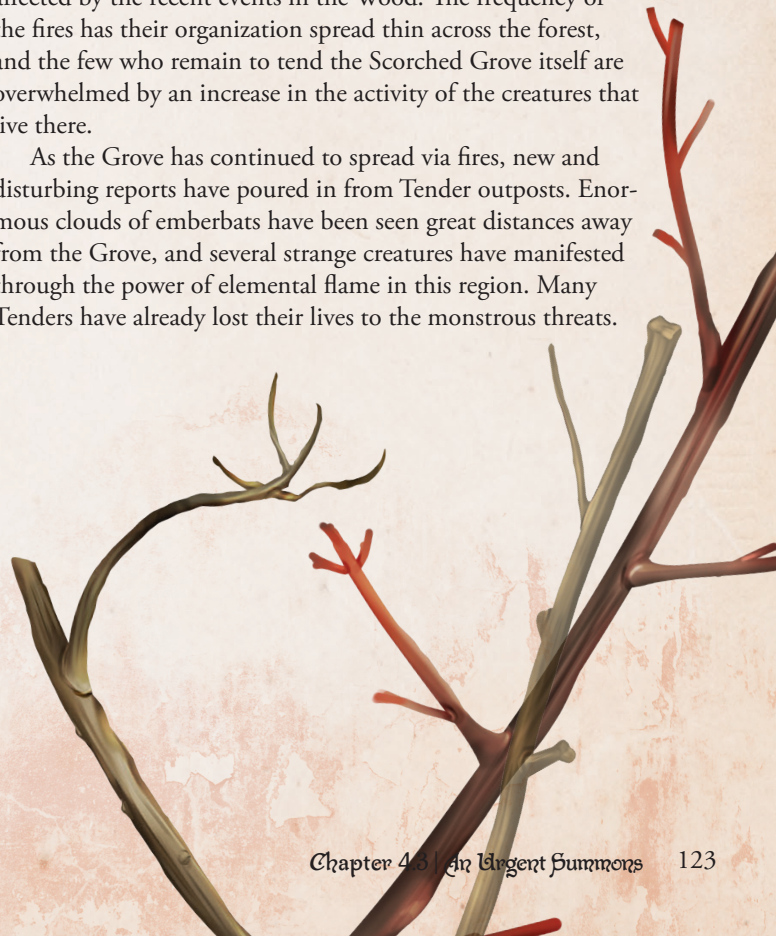 affected by the recent events in the Wood. The frequency of
the fires has their organization spread thin across the forest,
and the few who remain to tend the Scorched Grove itself are
overwhelmed by an increase in the activity of the creatures that
live there.
As the Grove has continued to spread via fires, new and
disturbing reports have poured in from Tender outposts. Enor-
mous clouds of emberbats have been seen great distances away
from the Grove, and several strange creatures have manifested
through the power of elemental flame in this region. Many
Tenders have already lost their lives to the monstrous threats.
Chapter 4.3 | An Urgent Summons 123